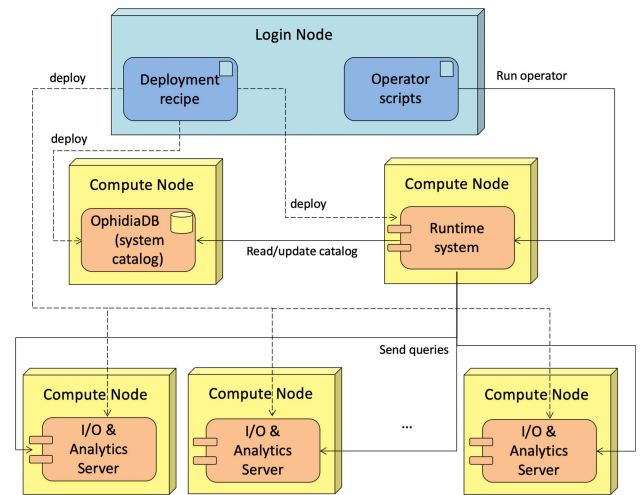 Login Node
deploy
Deployment
recipe
Operator
scripts
Run operator
deploy
Compute Node
OphidiaDB
(system
catalog)
deploy
Compute Node
Runtime
system
Read/update catalog
Send queries
Compute Node
I/O &
Analytics
Server
Compute Node
I/O &
Analytics
Server
...
Compute Node
I/O &
Analytics
Server